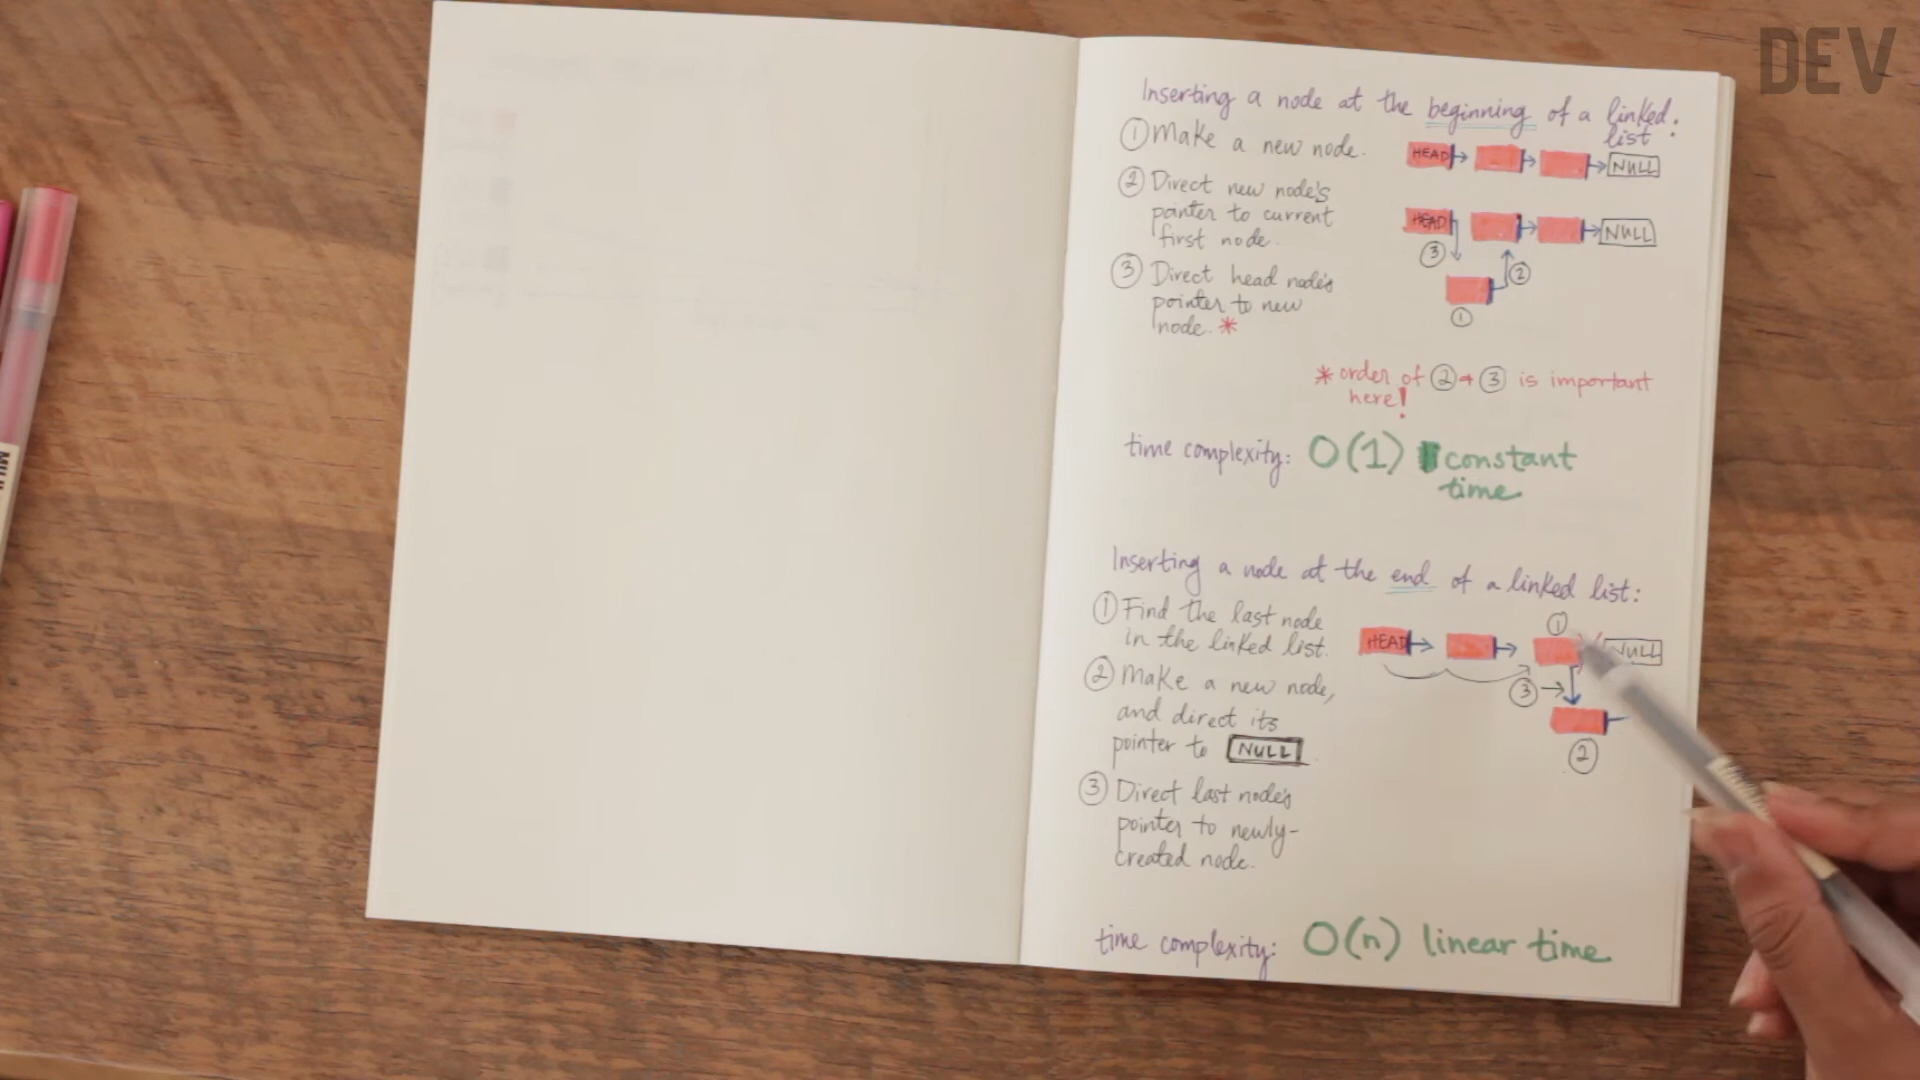 DEV
Inserting a node at the beginning of a linked
list:
① Make a new node.
② Direct new node's
pointer to current
first node.
③ Direct head node's
pointer to new
node. *
HEAD
NULL
HEAD
NULL
③
②
①
* order of ② + ③ is important
here!
time complexity: O(1) constant
time
Inserting a node at the end of a linked list:
① Find the last node
in the linked list.
② Make a new node,
and direct its
pointer to NULL.
③ Direct last node's
pointer to newly-
created node.
①
HEAD
NULL
③
②
time complexity: O(n) linear time